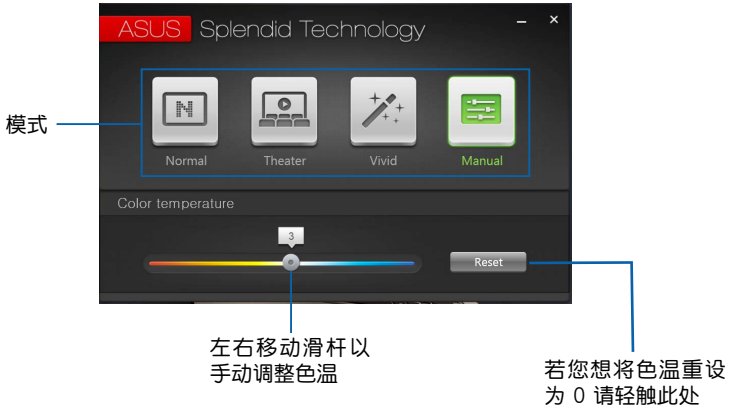 ASUS Splendid Technology
模式
Normal Theater Vivid Manual
Color temperature
3
Reset
左右移动滑杆以
手动调整色温
若您想将色温重设
为 0 请轻触此处